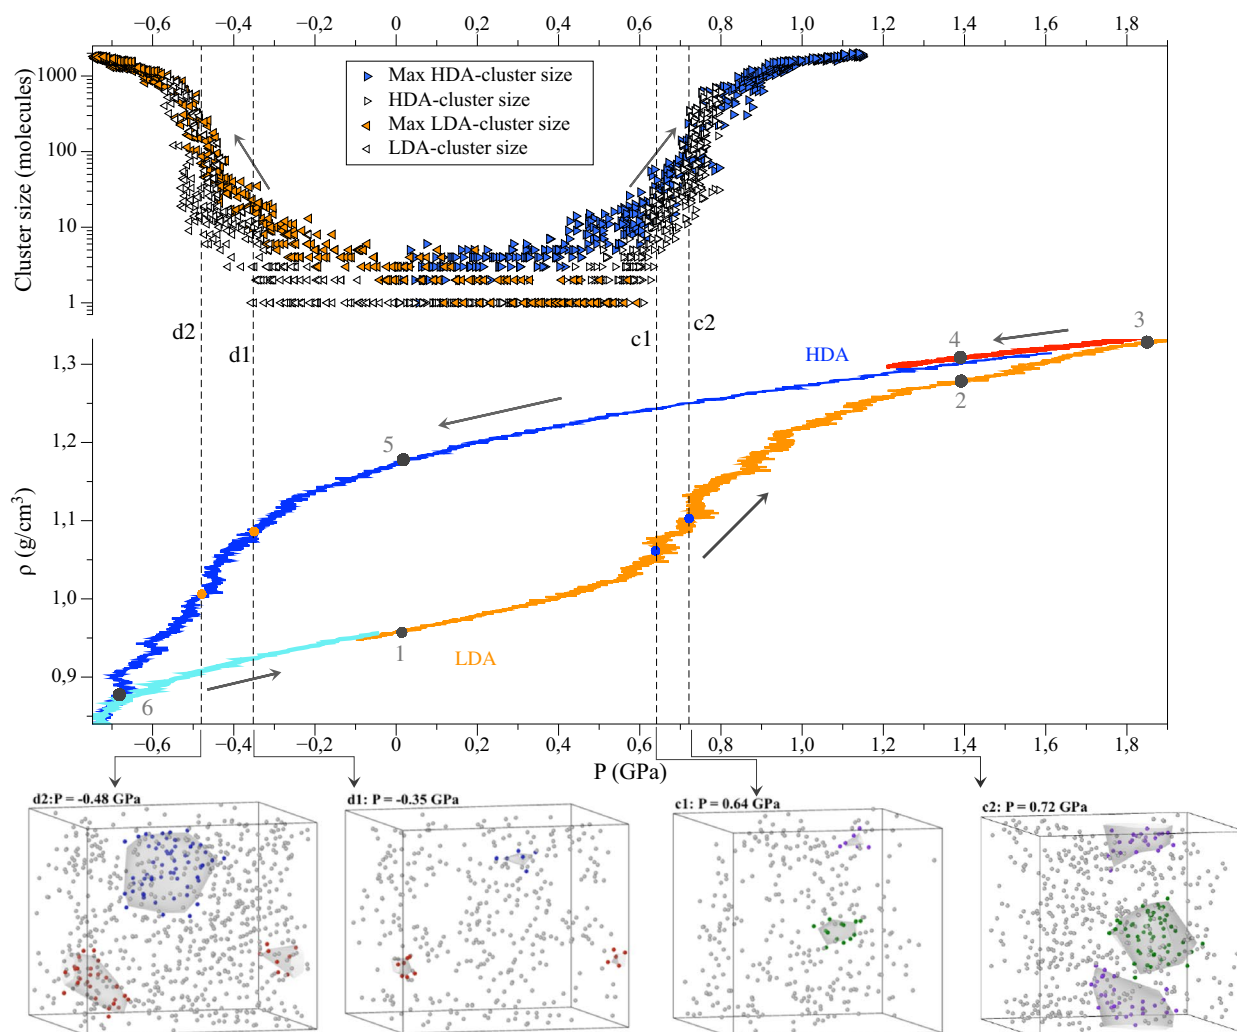 −0,6 −0,4 −0,2 0 0,2 0,4 0,6 0,8 1,0 1,2 1,4 1,6 1,8
Cluster size (molecules)
1000
100
10
1
Max HDA-cluster size
HDA-cluster size
Max LDA-cluster size
LDA-cluster size
d2
d1
c1
c2
ρ (g/cm³)
1,3
1,2
1,1
1,0
0,9
3
4
HDA
2
5
1
LDA
6
−0,6 −0,4 −0,2 0 0,2 0,4 0,6 0,8 1,0 1,2 1,4 1,6 1,8
P (GPa)
d2:P = -0.48 GPa
d1: P = -0.35 GPa
c1: P = 0.64 GPa
c2: P = 0.72 GPa